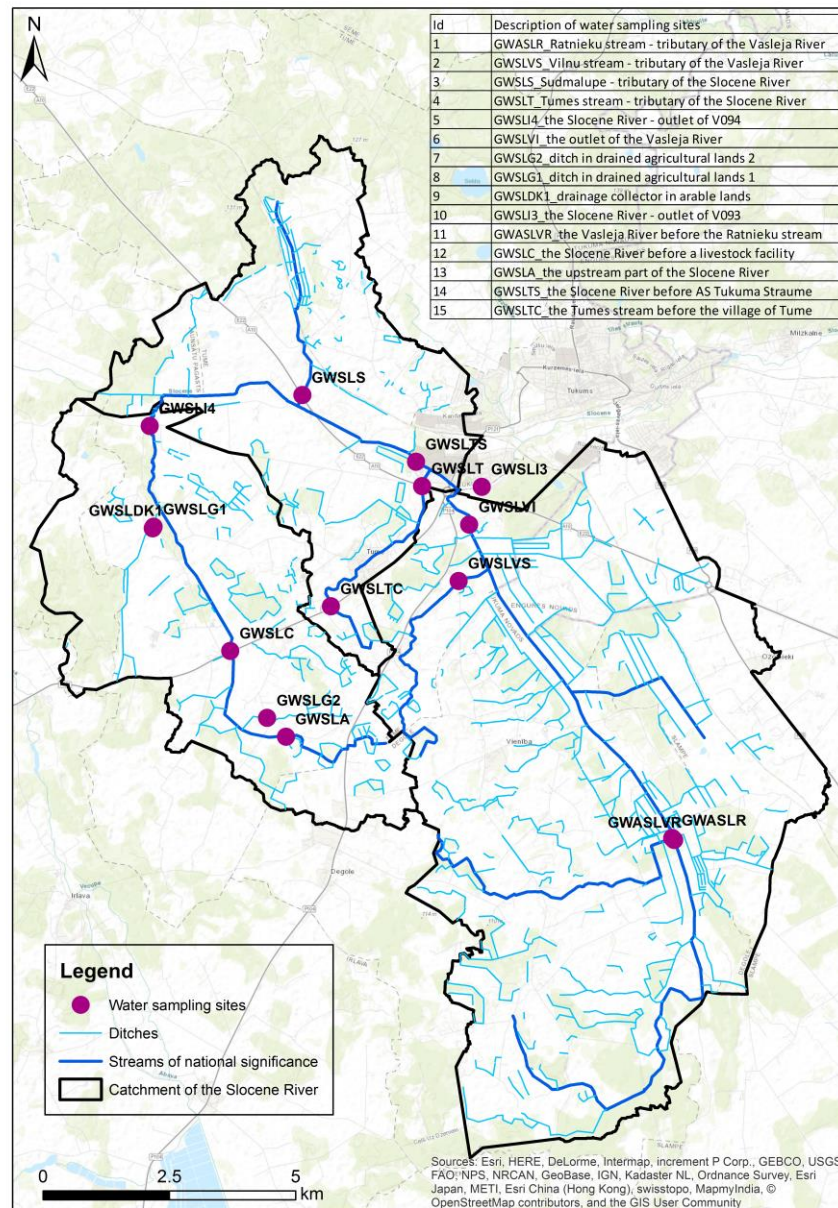 N
Id Description of water sampling sites
1 GWASLR_Ratnieku stream - tributary of the Vasleja River
2 GWSLVS_Vilnu stream - tributary of the Vasleja River
3 GWSLS_Sudmalupe - tributary of the Slocene River
4 GWSLT_Tumes stream - tributary of the Slocene River
5 GWSLI4_the Slocene River - outlet of V094
6 GWSLVI_the outlet of the Vasleja River
7 GWSLG2_ditch in drained agricultural lands 2
8 GWSLG1_ditch in drained agricultural lands 1
9 GWSLDK1_drainage collector in arable lands
10 GWSLI3_the Slocene River - outlet of V093
11 GWASLVR_the Vasleja River before the Ratnieku stream
12 GWSLC_the Slocene River before a livestock facility
13 GWSLA_the upstream part of the Slocene River
14 GWSLTS_the Slocene River before AS Tukuma Straume
15 GWSLTC_the Tumes stream before the village of Tume
Milzkalne
Tukums
Slocene
GWSLS
GWSLI4
GWSLTS
GWSLT
GWSLI3
GWSLVI
GWSLDK1 GWSLG1
GWSLVS
GWSLTC
ENGURES NOVADS
TUKUMA NOVADS
GWSLC
GWSLG2
GWSLA
Vienība
SLAMPE
GWASLVR GWASLR
Degole
Irlava
Legend
Water sampling sites
Ditches
Streams of national significance
Catchment of the Slocene River
0 2.5 5
km
Sources: Esri, HERE, DeLorme, Intermap, increment P Corp., GEBCO, USGS,
FAO, NPS, NRCAN, GeoBase, IGN, Kadaster NL, Ordnance Survey, Esri
Japan, METI, Esri China (Hong Kong), swisstopo, MapmyIndia, ©
OpenStreetMap contributors, and the GIS User Community